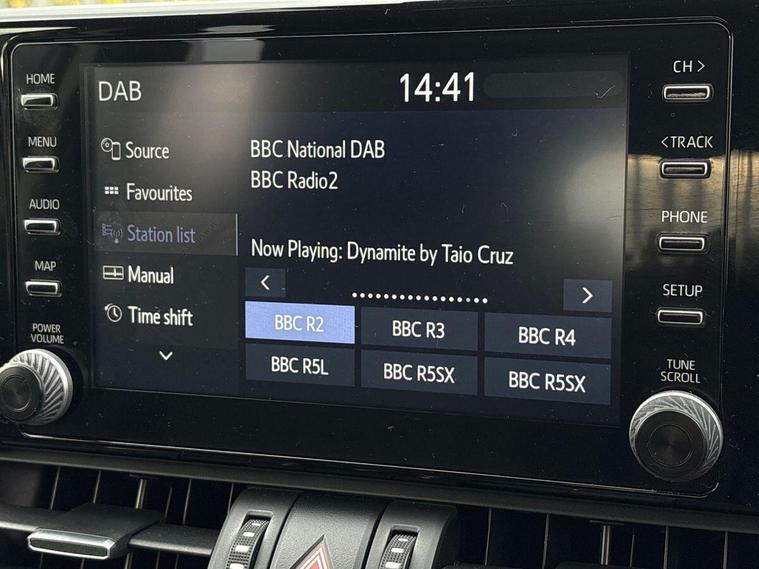 HOME
MENU
AUDIO
MAP
POWER
VOLUME
DAB
14:41
Source
Favourites
Station list
Manual
Time shift
BBC National DAB
BBC Radio2
Now Playing: Dynamite by Taio Cruz
BBC R2 BBC R3 BBC R4
BBC R5L BBC R5SX BBC R5SX
CH >
<TRACK
PHONE
SETUP
TUNE
SCROLL